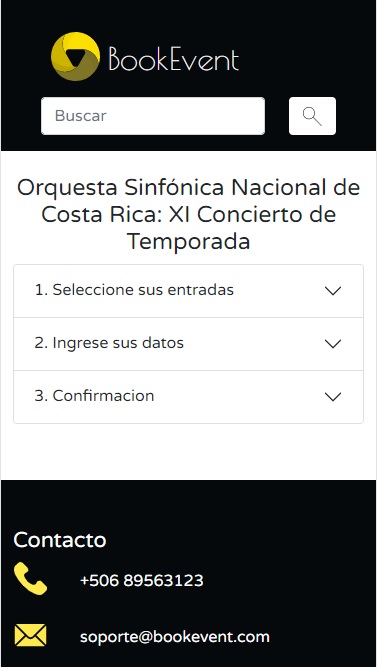 BookEvent
Buscar
Orquesta Sinfónica Nacional de
Costa Rica: XI Concierto de
Temporada
1. Seleccione sus entradas
2. Ingrese sus datos
3. Confirmacion
Contacto
+506 89563123
soporte@bookevent.com